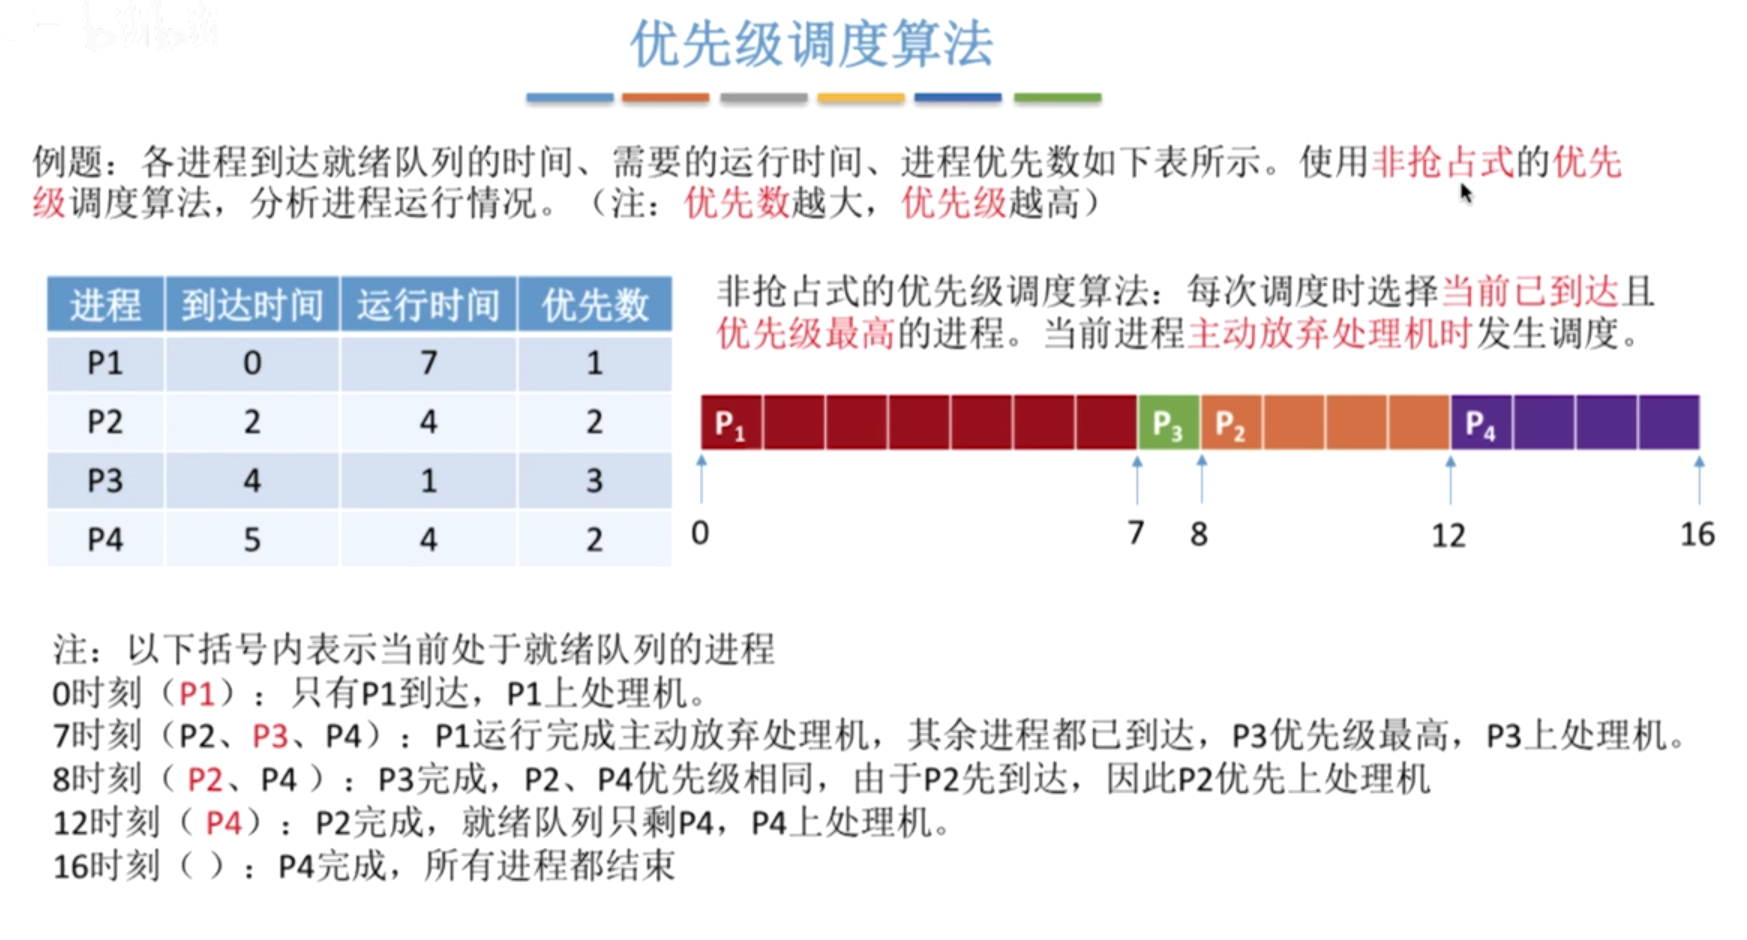 优先级调度算法
例题：各进程到达就绪队列的时间、需要的运行时间、进程优先数如下表所示。使用非抢占式的优先
级调度算法，分析进程运行情况。（注：优先数越大，优先级越高）
进程 到达时间 运行时间 优先数
P1 0 7 1
P2 2 4 2
P3 4 1 3
P4 5 4 2
非抢占式的优先级调度算法：每次调度时选择当前已到达且
优先级最高的进程。当前进程主动放弃处理机时发生调度。
P1 P3 P2 P4
0 7 8 12 16
注：以下括号内表示当前处于就绪队列的进程
0时刻（P1）：只有P1到达，P1上处理机。
7时刻（P2、P3、P4）：P1运行完成主动放弃处理机，其余进程都已到达，P3优先级最高，P3上处理机。
8时刻（ P2、P4 ）：P3完成，P2、P4优先级相同，由于P2先到达，因此P2优先上处理机
12时刻（ P4）：P2完成，就绪队列只剩P4，P4上处理机。
16时刻（ ）：P4完成，所有进程都结束